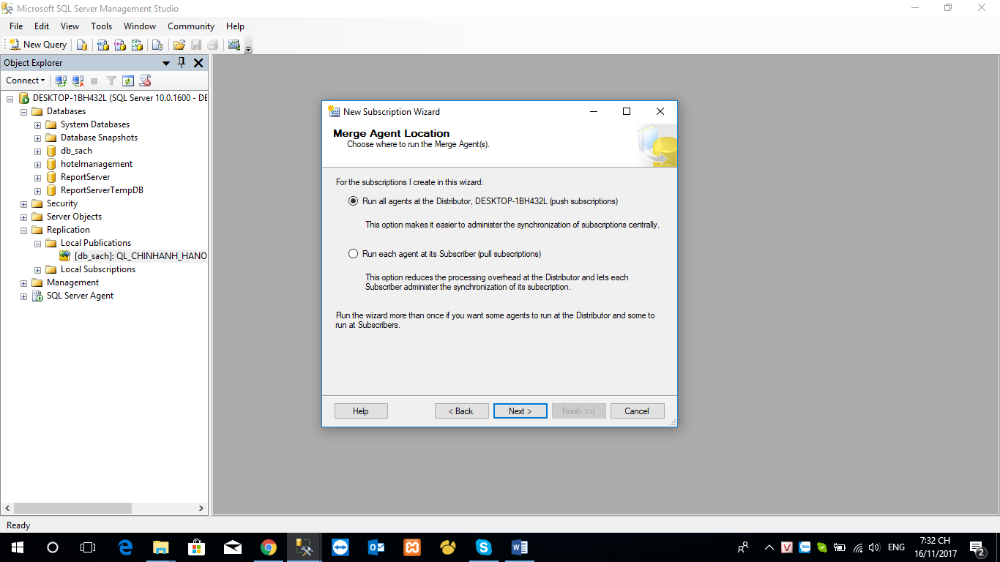 Microsoft SQL Server Management Studio
File Edit View Tools Window Community Help
New Query
Object Explorer
Connect
DESKTOP-1BH432L (SQL Server 10.0.1600 - DE
Databases
System Databases
Database Snapshots
db_sach
hotelmanagement
ReportServer
ReportServerTempDB
Security
Server Objects
Replication
Local Publications
[db_sach]: QL_CHINHANH_HANO
Local Subscriptions
Management
SQL Server Agent
New Subscription Wizard
Merge Agent Location
Choose where to run the Merge Agent(s).
For the subscriptions I create in this wizard:
Run all agents at the Distributor, DESKTOP-1BH432L (push subscriptions)
This option makes it easier to administer the synchronization of subscriptions centrally.
Run each agent at its Subscriber (pull subscriptions)
This option reduces the processing overhead at the Distributor and lets each
Subscriber administer the synchronization of its subscription.
Run the wizard more than once if you want some agents to run at the Distributor and some to
run at Subscribers.
Help < Back Next > Finish >>| Cancel
Ready
ENG
7:32 CH
16/11/2017
2